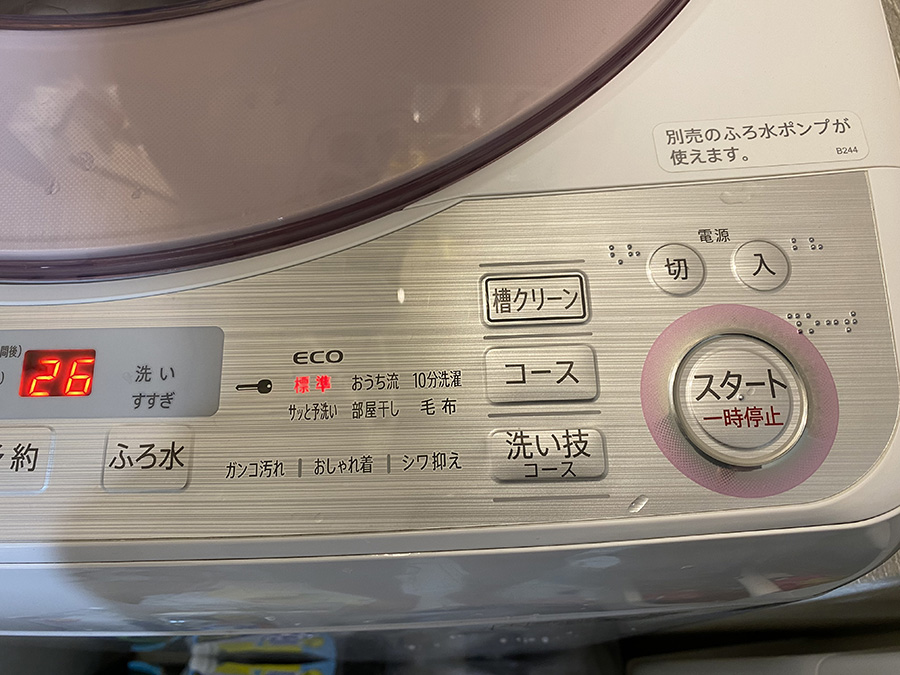 別売のふろ水ポンプが
使えます。
B244
電源
切 入
槽クリーン
間後)
26
洗い
すすぎ
ECO
標準 おうち流 10分洗濯
サッと予洗い 部屋干し 毛布
コース
スタート
一時停止
予約
ふろ水
ガンコ汚れ | おしゃれ着 | シワ抑え
洗い技
コース